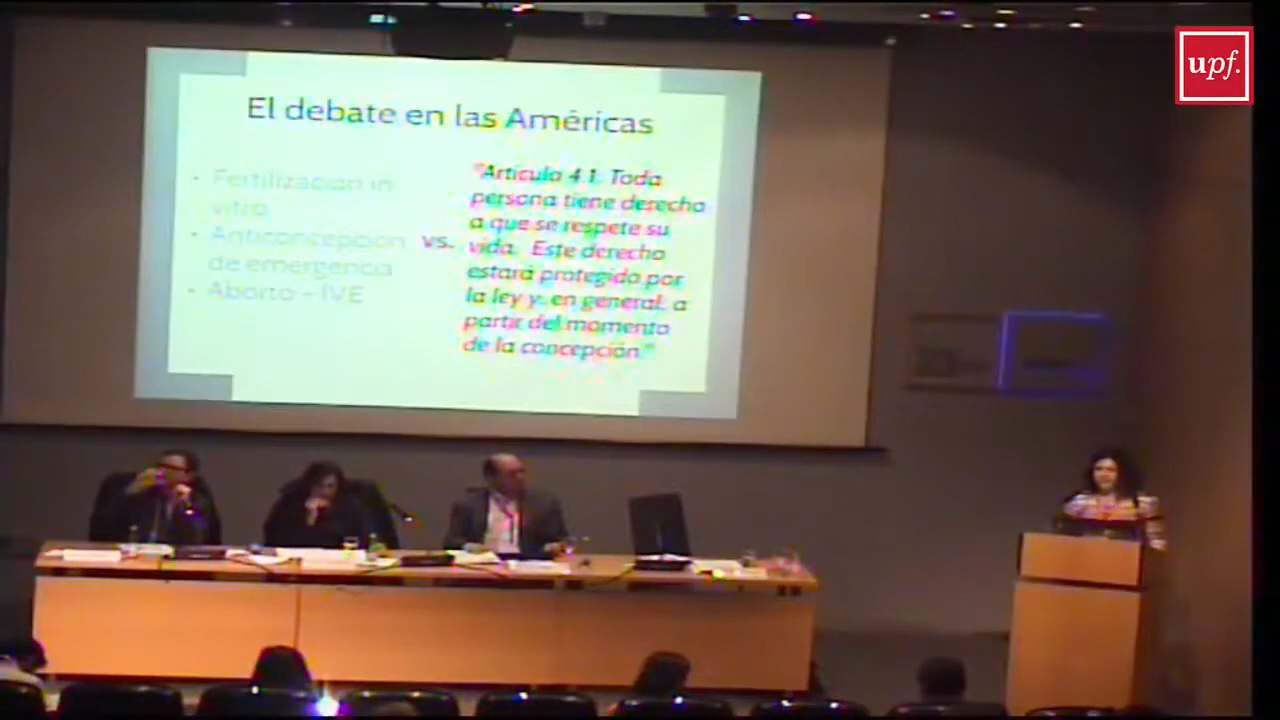 upf.
El debate en las Américas
• Fertilización in
vitro
• Anticoncepción
de emergencia
• Aborto - IVE
vs.
"Artículo 4.1. Toda
persona tiene derecho
a que se respete su
vida. Este derecho
estará protegido por
la ley y, en general, a
partir del momento
de la concepción."